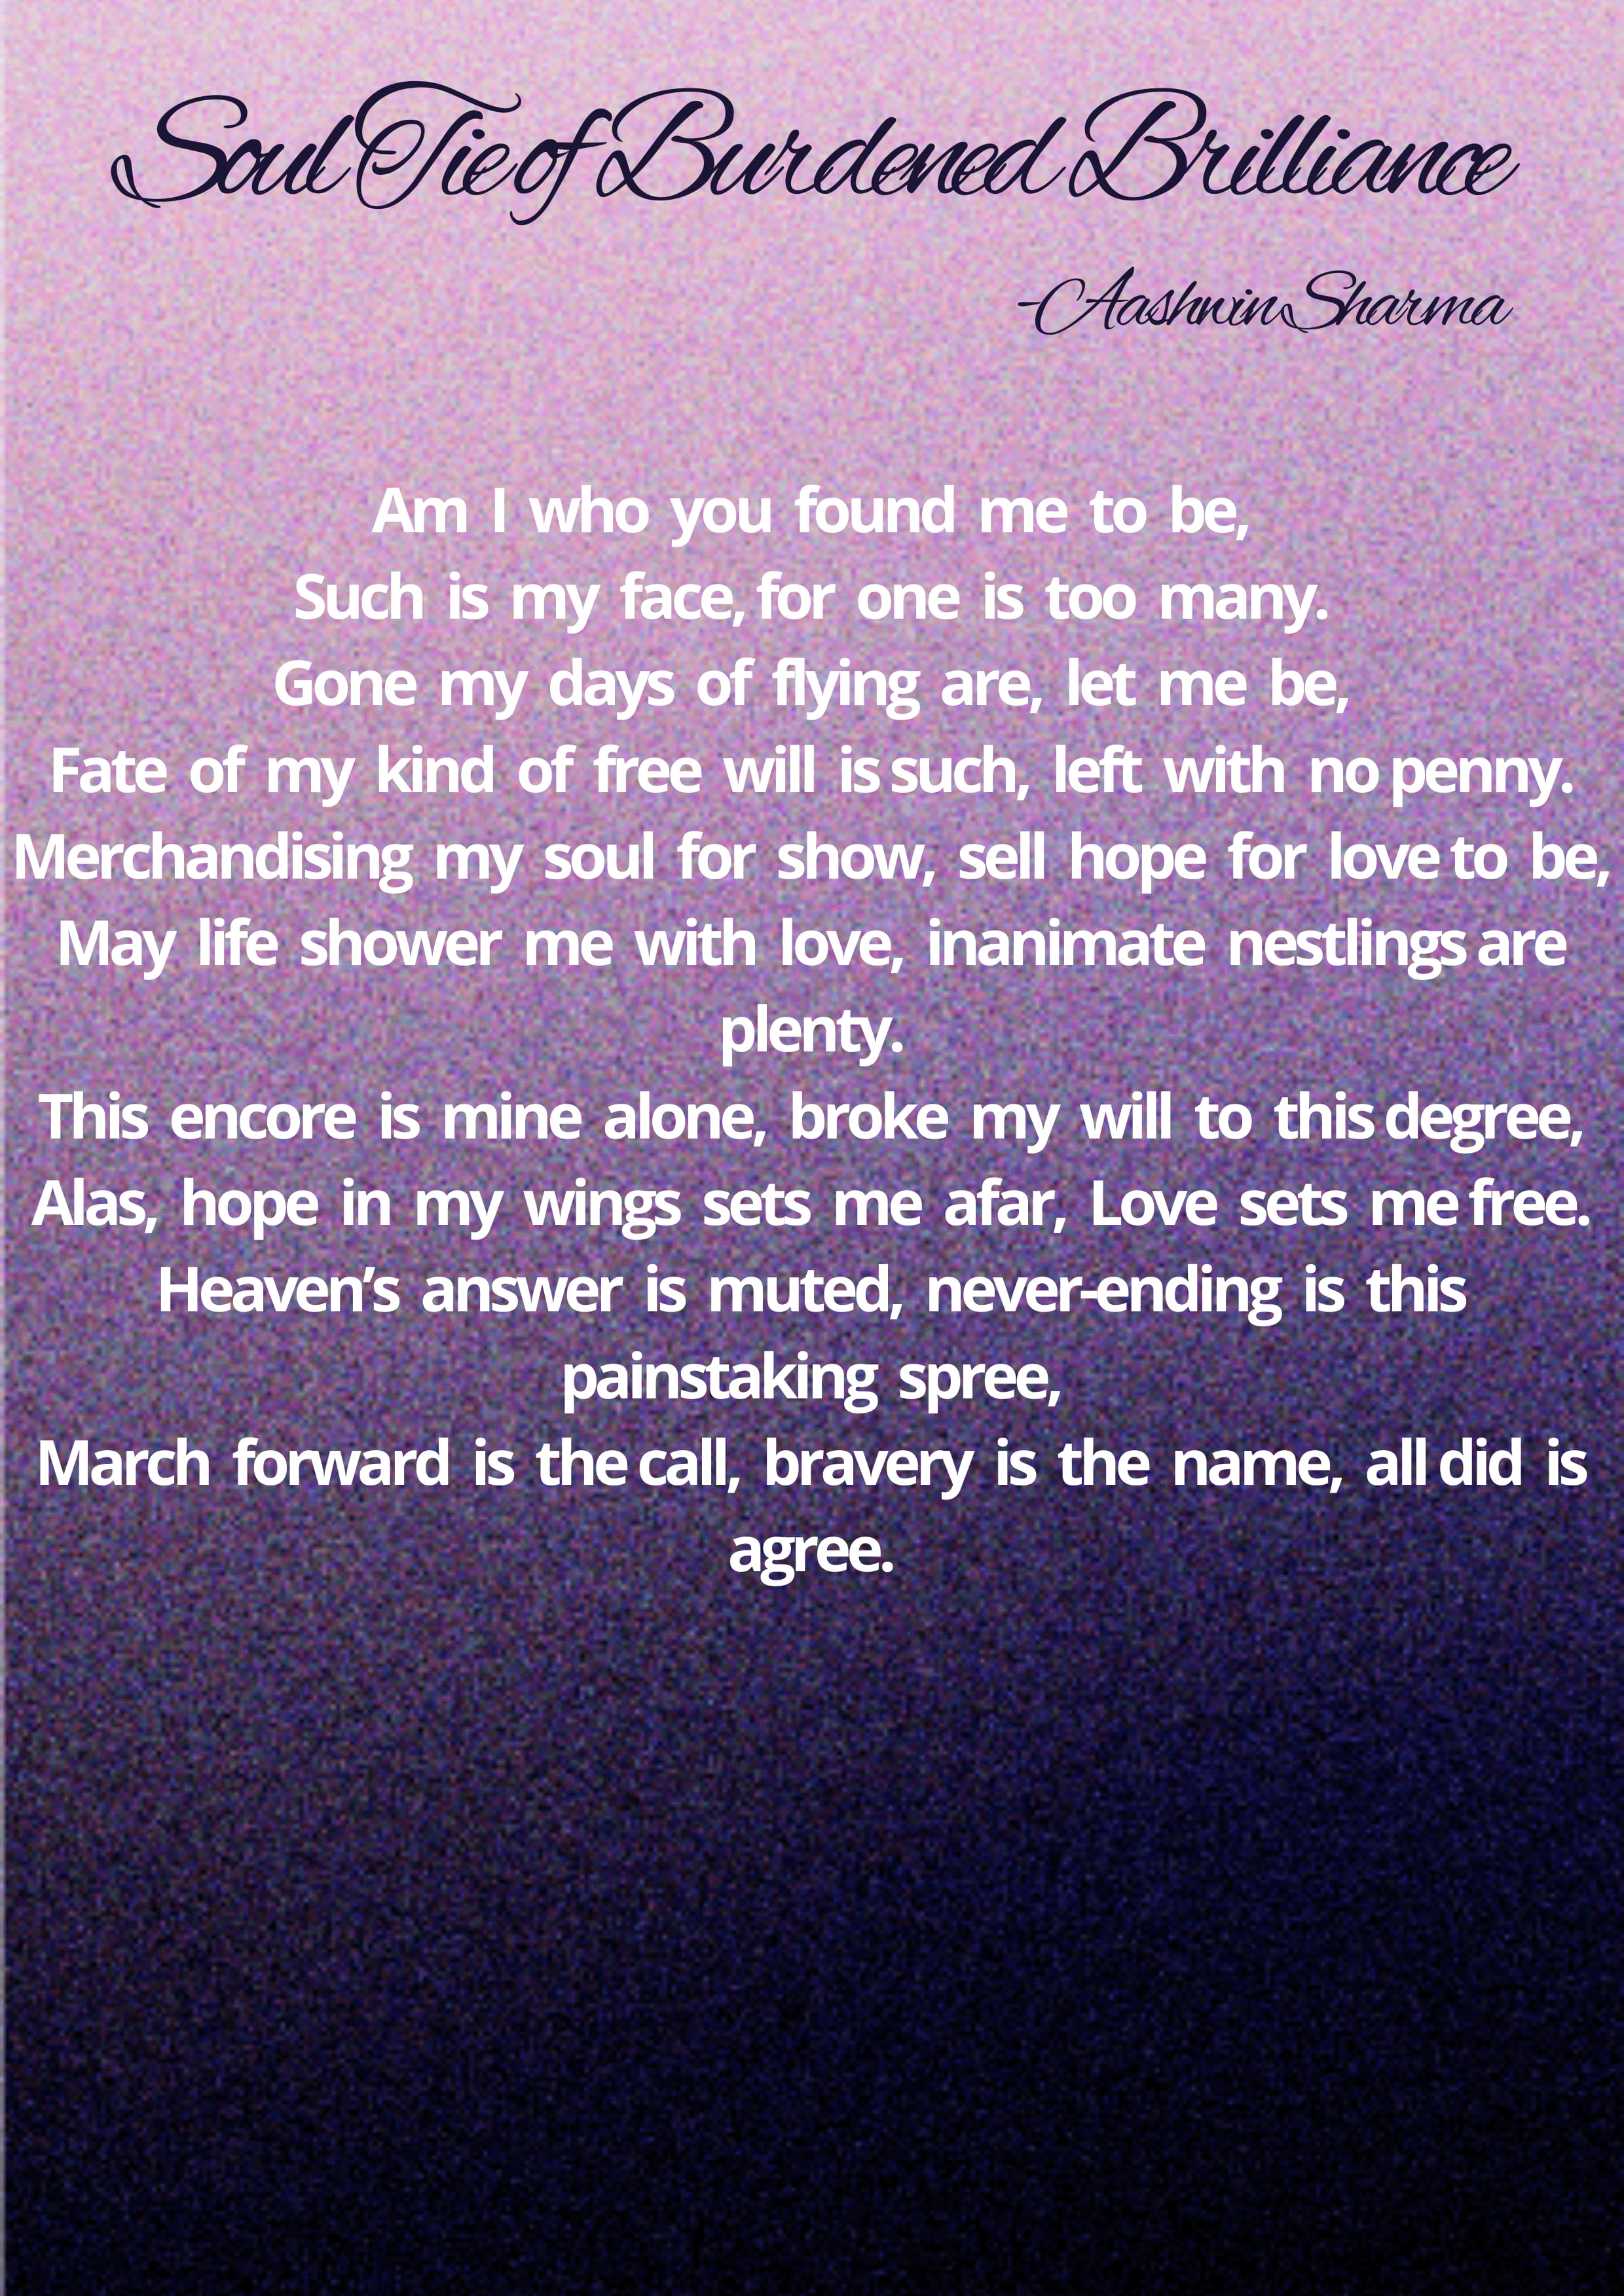 Soul Tie of Burdened Brilliance
-Aashwin Sharma
Am I who you found me to be,
Such is my face, for one is too many.
Gone my days of flying are, let me be,
Fate of my kind of free will is such, left with no penny.
Merchandising my soul for show, sell hope for love to be,
May life shower me with love, inanimate nestlings are
plenty.
This encore is mine alone, broke my will to this degree,
Alas, hope in my wings sets me afar, Love sets me free.
Heaven’s answer is muted, never-ending is this
painstaking spree,
March forward is the call, bravery is the name, all did is
agree.